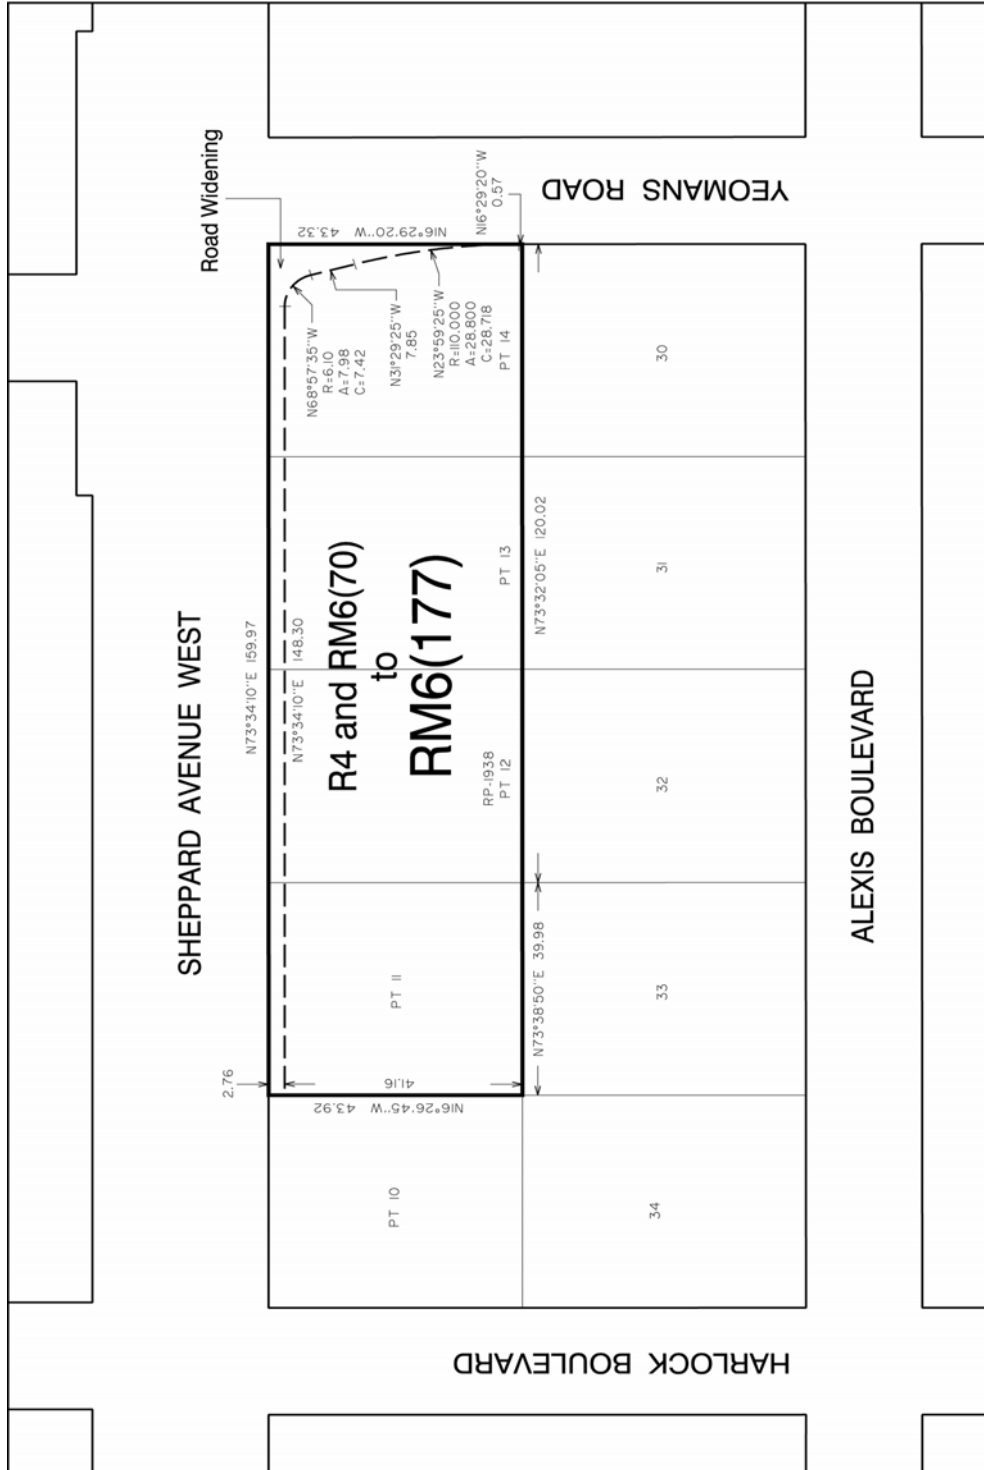 SHEPPARD AVENUE WEST
Road Widening
N73°34'10"E 159.97
2.76
N73°34'10"E 148.30
N16°29'20"W 43.32
N68°57'35"W
R=6.10
A=7.98
C=7.42
N31°29'25"W
7.85
N23°59'25"W
R=110.000
A=28.800
C=28.718
N16°29'20"W
0.57
YEOMANS ROAD
R4 and RM6(70)
to
RM6(177)
PT 10
PT 11
RP-1938
PT 12
PT 13
PT 14
41.16
N16°26'45"W 43.92
N73°38'50"E 39.98
N73°32'05"E 120.02
34
33
32
31
30
HARLOCK BOULEVARD
ALEXIS BOULEVARD